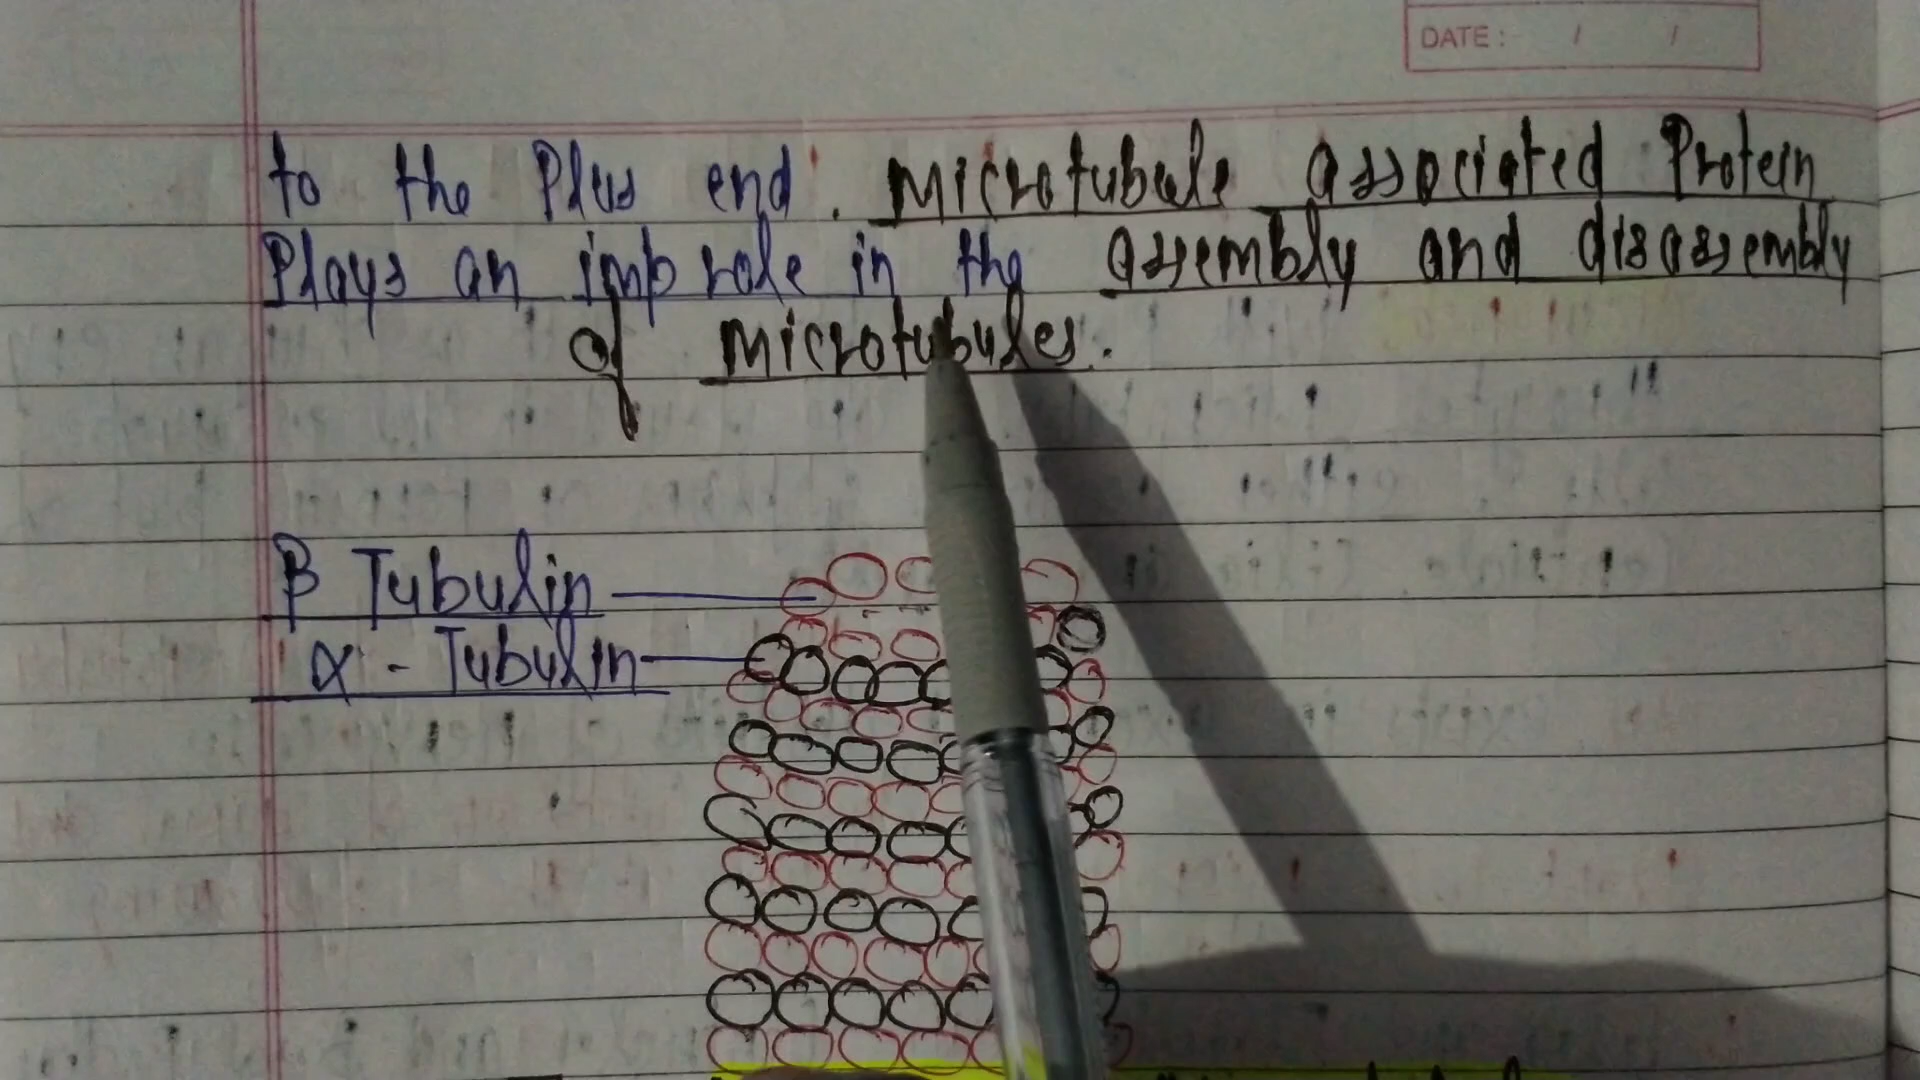 DATE : / /
to the Plus end. Microtubule associated Protein
Plays an imp role in the assembly and disassembly
of microtubules.
β Tubulin
α - Tubulin